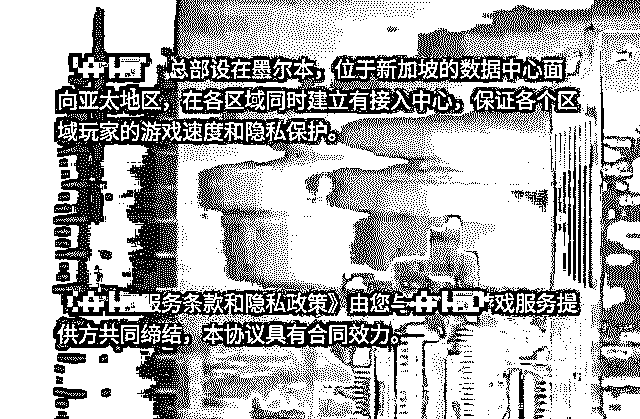 总部设在墨尔本，位于新加坡的数据中心面
向亚太地区，在各区域同时建立有接入中心，保证各个区
域玩家的游戏速度和隐私保护。
服务条款和隐私政策》由您与 戏服务提
供方共同缔结，本协议具有合同效力。